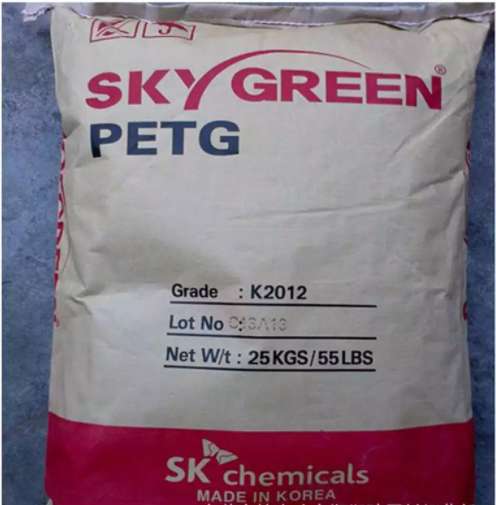 SKYGREEN®
PETG
Grade : K2012
Lot No :
Net W/t : 25KGS/55LBS
SK chemicals
MADE IN KOREA